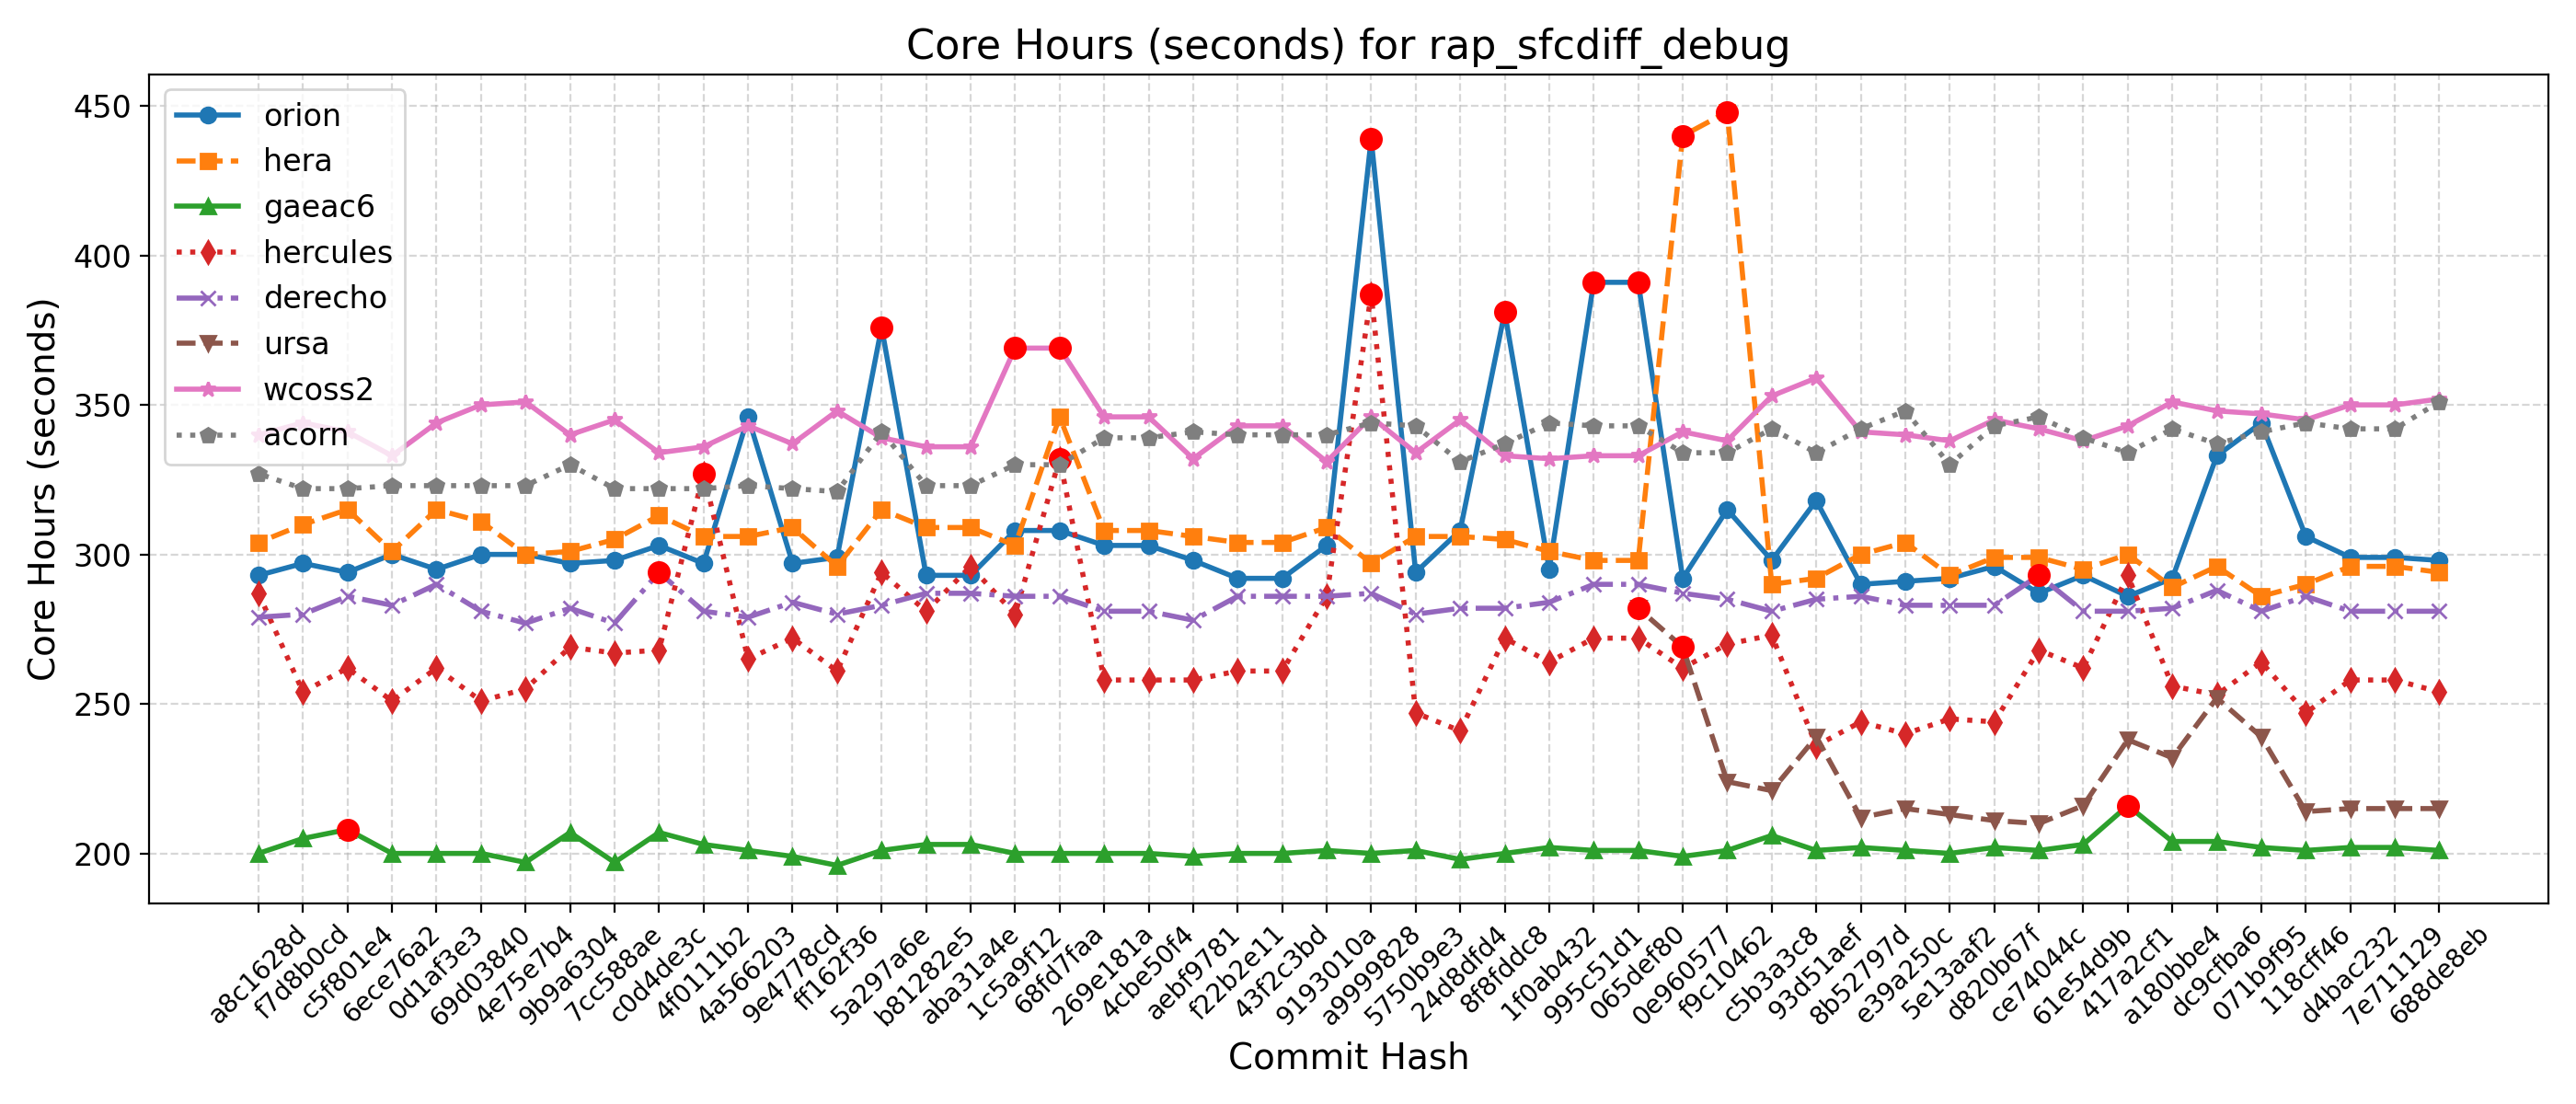 Core Hours (seconds) for rap_sfcdiff_debug
Core Hours (seconds)
450
400
350
300
250
200
orion
hera
gaeac6
hercules
derecho
ursa
wcoss2
acorn
a8c1628d
f7d8b0cd
c5f801e4
6ece76a2
0d1af3e3
69d03840
4e75e7b4
9b9a6304
7cc588ae
c0d4de3c
4f0111b2
4a566203
9e4778cd
ff162f36
5a297a6e
b81282e5
aba31a4e
1c5a9f12
68fd7faa
269e181a
4cbe50f4
aebf9781
f22b2e11
43f2c3bd
9193010a
a9999828
5750b9e3
24d8dfd4
8f8fddc8
1f0ab432
995c51d1
065def80
0e960577
f9c10462
c5b3a3c8
93d51aef
8b52797d
e39a250c
5e13aaf2
d820b67f
ce74044c
61e54d9b
417a2cf1
a180bbe4
dc9cfba6
071b9f95
118cff46
d4bac232
7e711129
688de8eb
Commit Hash